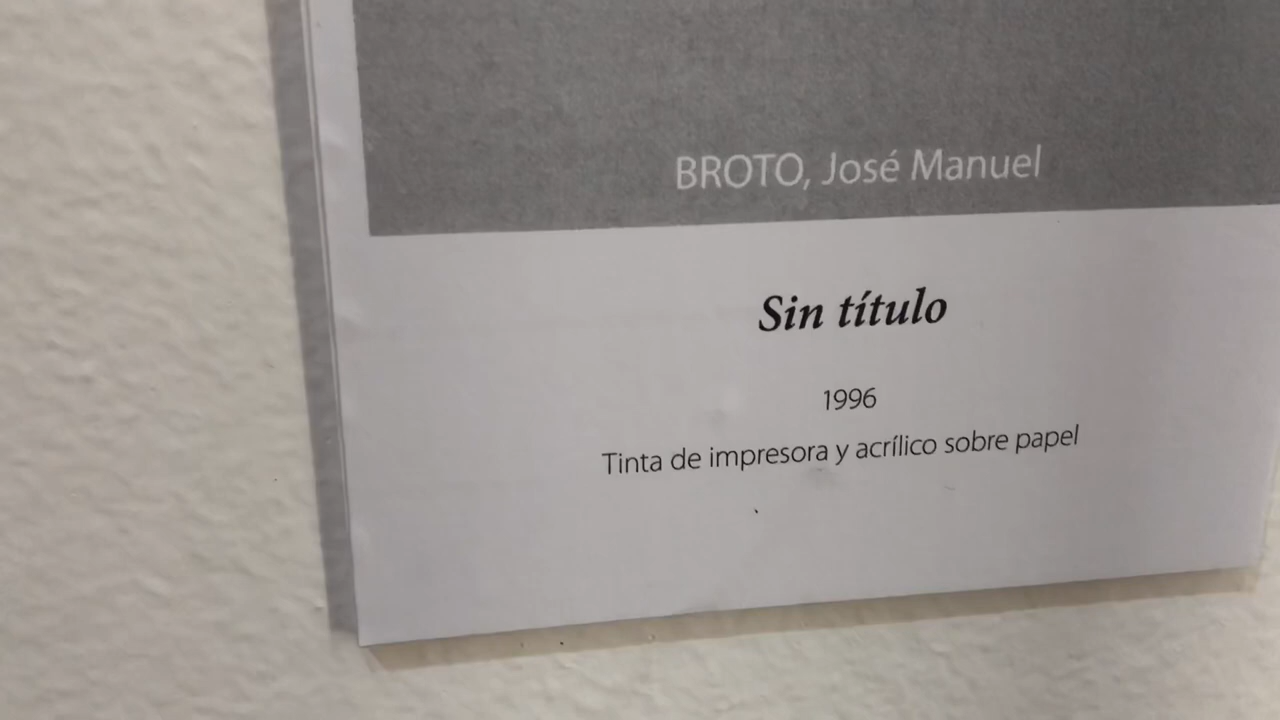 BROTO, José Manuel
Sin título
1996
Tinta de impresora y acrílico sobre papel